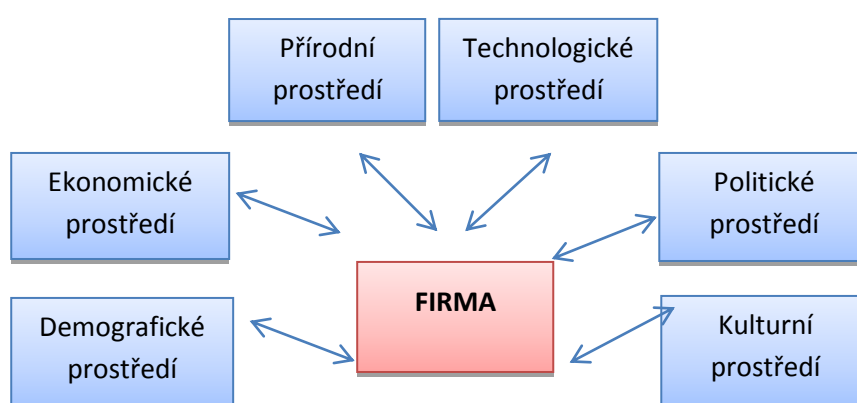 Přírodní
prostředí
Technologické
prostředí
Ekonomické
prostředí
Politické
prostředí
FIRMA
Demografické
prostředí
Kulturní
prostředí